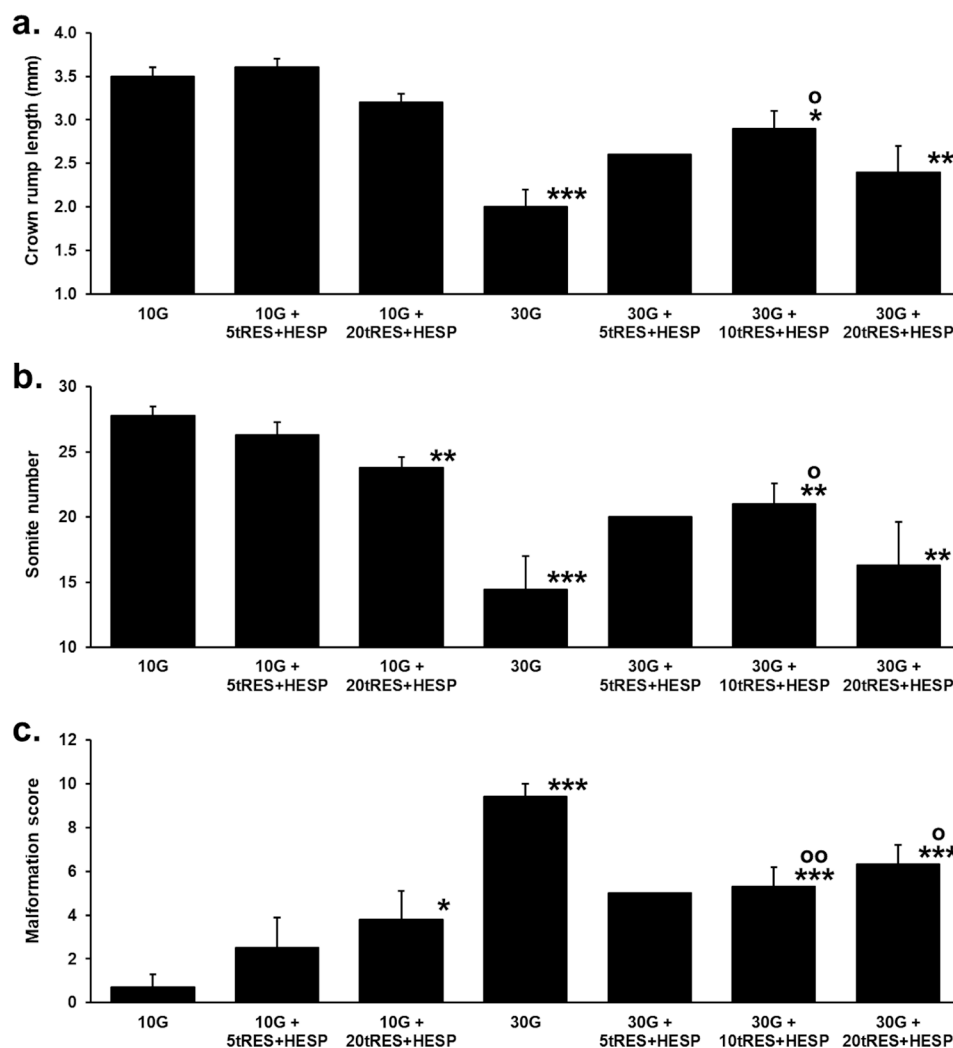 a.
Crown rump length (mm)
4.0
3.5
3.0
2.5
2.0
1.5
1.0
***
o
*
**
10G
10G +
5tRES+HESP
10G +
20tRES+HESP
30G
30G +
5tRES+HESP
30G +
10tRES+HESP
30G +
20tRES+HESP
b.
Somite number
30
25
20
15
10
**
***
o
**
**
10G
10G +
5tRES+HESP
10G +
20tRES+HESP
30G
30G +
5tRES+HESP
30G +
10tRES+HESP
30G +
20tRES+HESP
c.
Malformation score
12
10
8
6
4
2
0
*
***
oo
***
o
***
10G
10G +
5tRES+HESP
10G +
20tRES+HESP
30G
30G +
5tRES+HESP
30G +
10tRES+HESP
30G +
20tRES+HESP